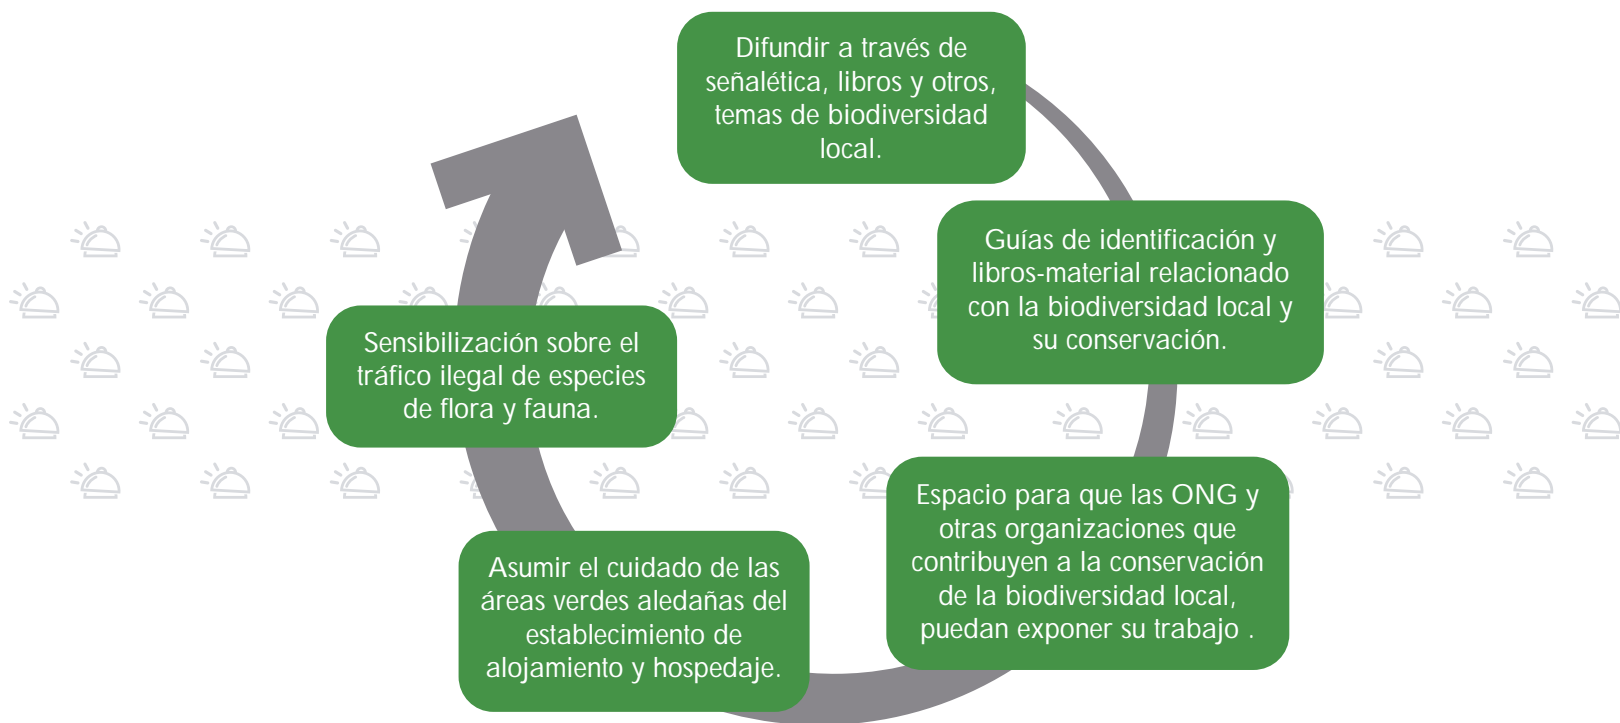 Difundir a través de
señalética, libros y otros,
temas de biodiversidad
local.
Guías de identificación y
libros-material relacionado
con la biodiversidad local y
su conservación.
Espacio para que las ONG y
otras organizaciones que
contribuyen a la conservación
de la biodiversidad local,
puedan exponer su trabajo .
Asumir el cuidado de las
áreas verdes aledañas del
establecimiento de
alojamiento y hospedaje.
Sensibilización sobre el
tráfico ilegal de especies
de flora y fauna.